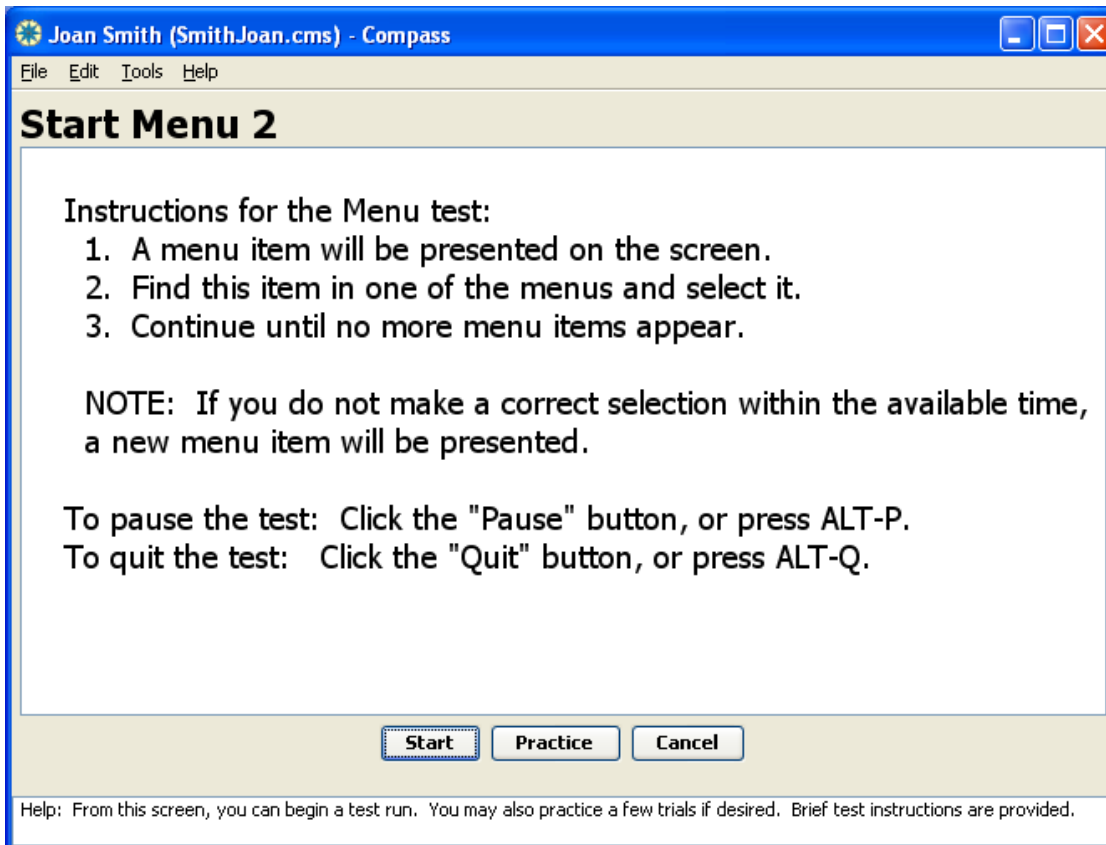 Joan Smith (SmithJoan.cms) - Compass
File Edit Tools Help
Start Menu 2
Instructions for the Menu test:
1. A menu item will be presented on the screen.
2. Find this item in one of the menus and select it.
3. Continue until no more menu items appear.
NOTE: If you do not make a correct selection within the available time,
a new menu item will be presented.
To pause the test: Click the "Pause" button, or press ALT-P.
To quit the test: Click the "Quit" button, or press ALT-Q.
Start Practice Cancel
Help: From this screen, you can begin a test run. You may also practice a few trials if desired. Brief test instructions are provided.